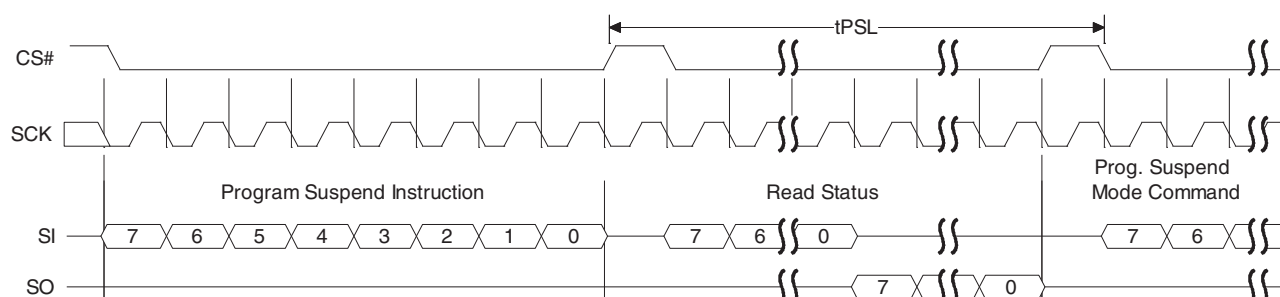 tPSL
CS#
SCK
Prog. Suspend
Program Suspend Instruction Read Status Mode Command
SI 7 6 5 4 3 2 1 0 7 6 0 7 6
SO 7 0